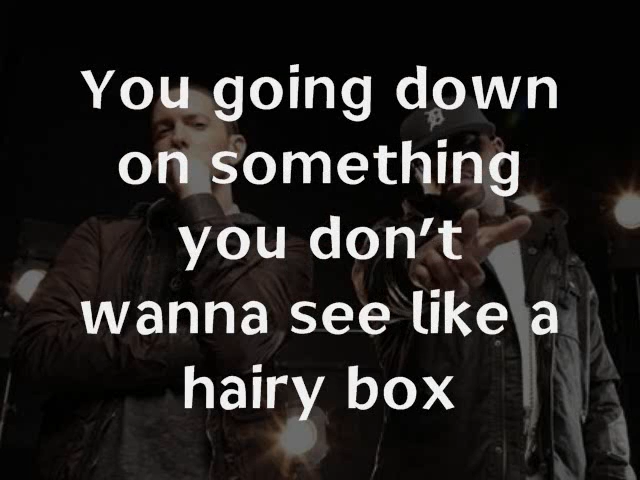 You going down
on something
you don't
wanna see like a
hairy box